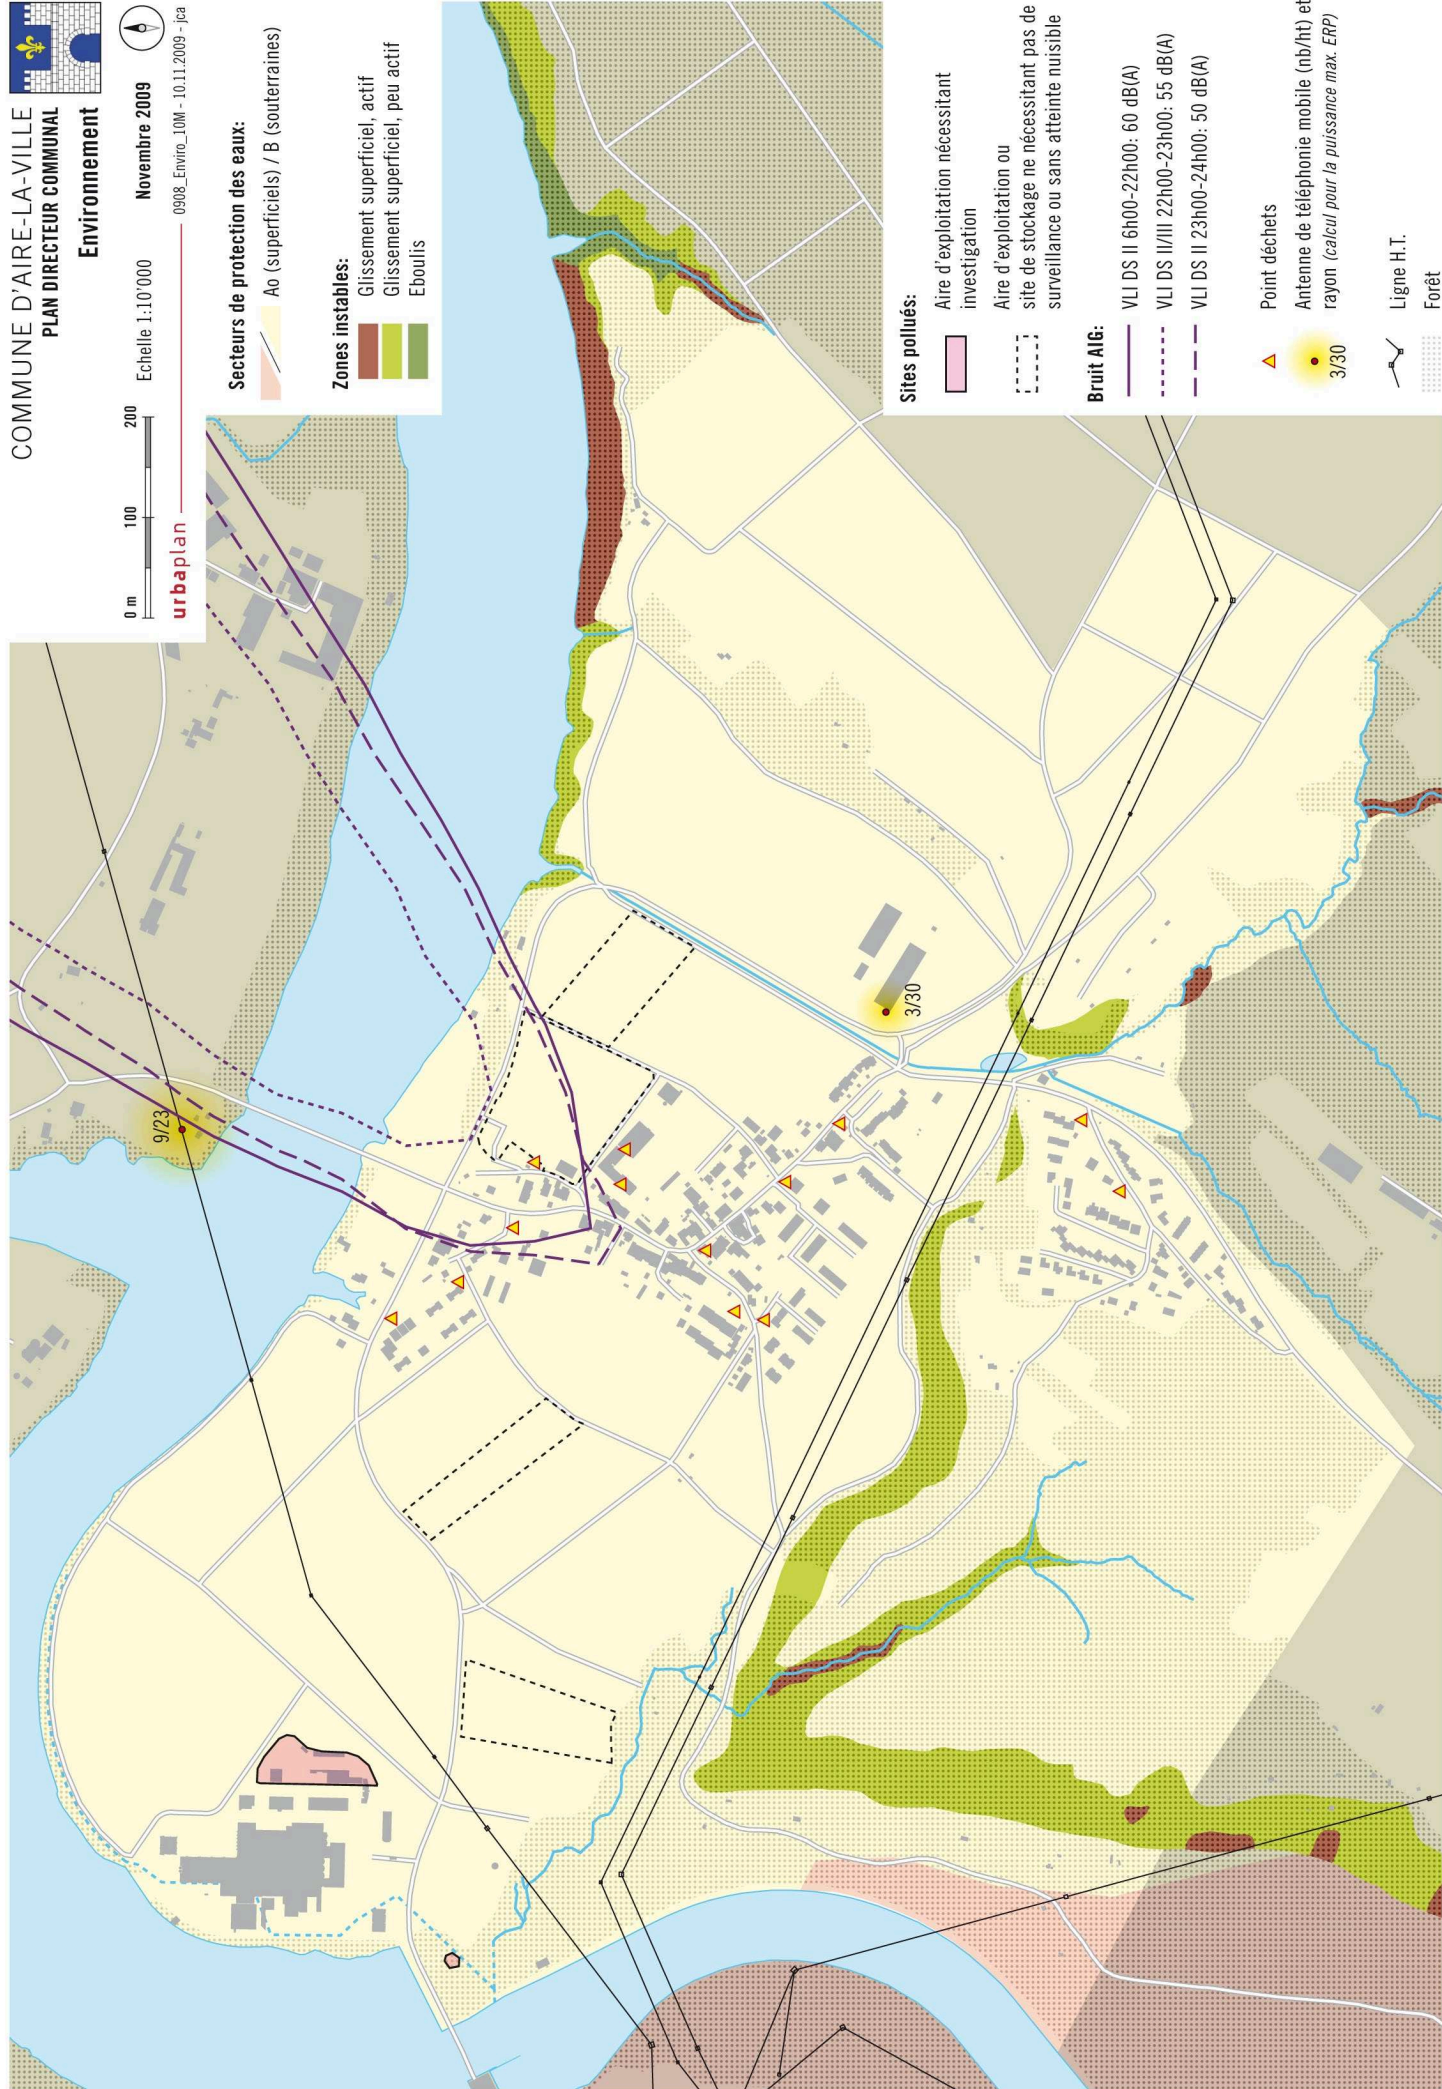 COMMUNE D'AIRE-LA-VILLE
PLAN DIRECTEUR COMMUNAL
Environnement
Echelle 1:10'000
Novembre 2009
0 m 100 200
urbaplan
0908_Enviro_10M - 10.11.2009 - jca
Secteurs de protection des eaux:
Ao (superficiels) / B (souterraines)
Zones instables:
Glissement superficiel, actif
Glissement superficiel, peu actif
Eboulis
Sites pollués:
Aire d'exploitation nécessitant
investigation
Aire d'exploitation ou
site de stockage ne nécessitant pas de
surveillance ou sans atteinte nuisible
Bruit AIG:
VLI DS II 6h00-22h00: 60 dB(A)
VLI DS II/III 22h00-23h00: 55 dB(A)
VLI DS II 23h00-24h00: 50 dB(A)
Point déchets
Antenne de téléphonie mobile (nb/ht) et
rayon (calcul pour la puissance max. ERP)
3/30
Ligne H.T.
Forêt
9/23
3/30